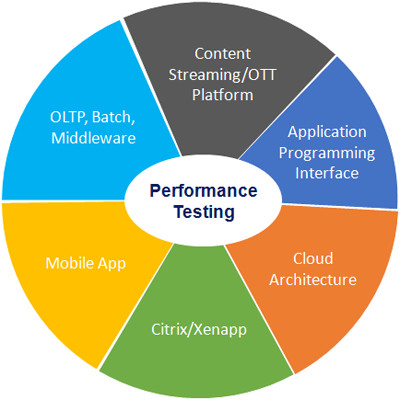 Content
Streaming/OTT
Platform
OLTP, Batch,
Middleware
Application
Programming
Interface
Performance
Testing
Mobile App
Cloud
Architecture
Citrix/Xenapp